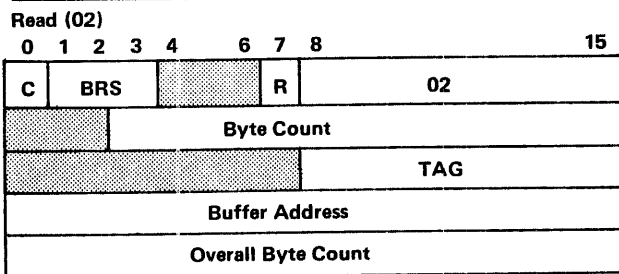 Read (02)
0 1 2 3 4 6 7 8 15
C BRS R 02
Byte Count
TAG
Buffer Address
Overall Byte Count